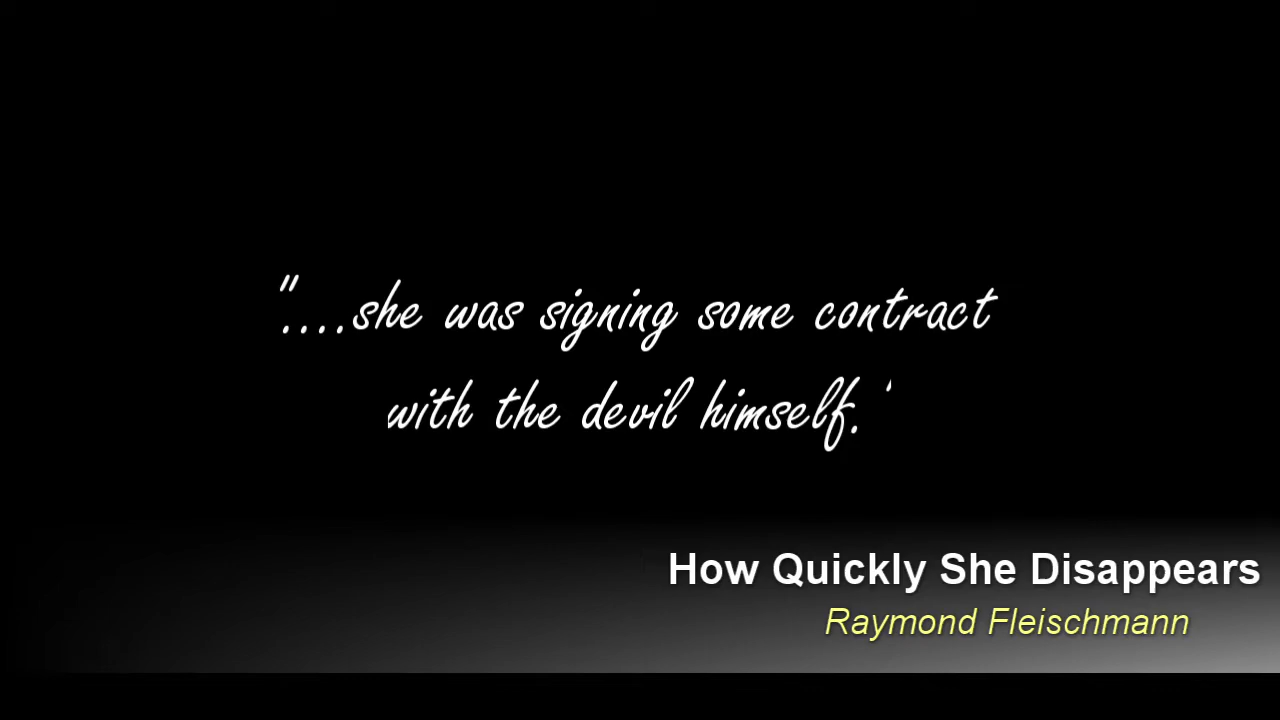 "....she was signing some contract
with the devil himself.'
How Quickly She Disappears
Raymond Fleischmann